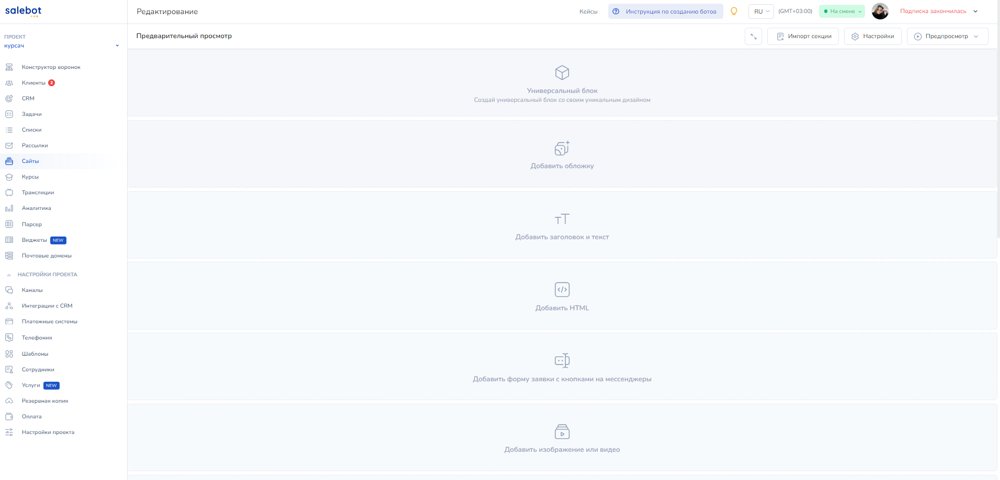 salebot
Редактирование
Кейсы
Инструкция по созданию ботов
RU
(GMT+03:00)
На смене
Подписка закончилась
ПРОЕКТ
курсач
Предварительный просмотр
Импорт секции
Настройки
Предпросмотр
Конструктор воронок
Клиенты 2
CRM
Задачи
Списки
Рассылки
Сайты
Курсы
Трансляции
Аналитика
Парсер
Виджеты NEW
Почтовые домены
НАСТРОЙКИ ПРОЕКТА
Каналы
Интеграции с CRM
Платежные системы
Телефония
Шаблоны
Сотрудники
Услуги NEW
Резервная копия
Оплата
Настройки проекта
Универсальный блок
Создай универсальный блок со своим уникальным дизайном
Добавить обложку
Добавить заголовок и текст
Добавить HTML
Добавить форму заявки с кнопками на мессенджеры
Добавить изображение или видео